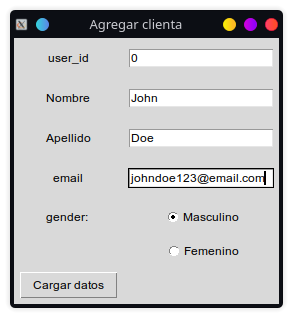 Agregar clienta
user_id 0
Nombre John
Apellido Doe
email johndoe123@email.com
gender: Masculino
Femenino
Cargar datos